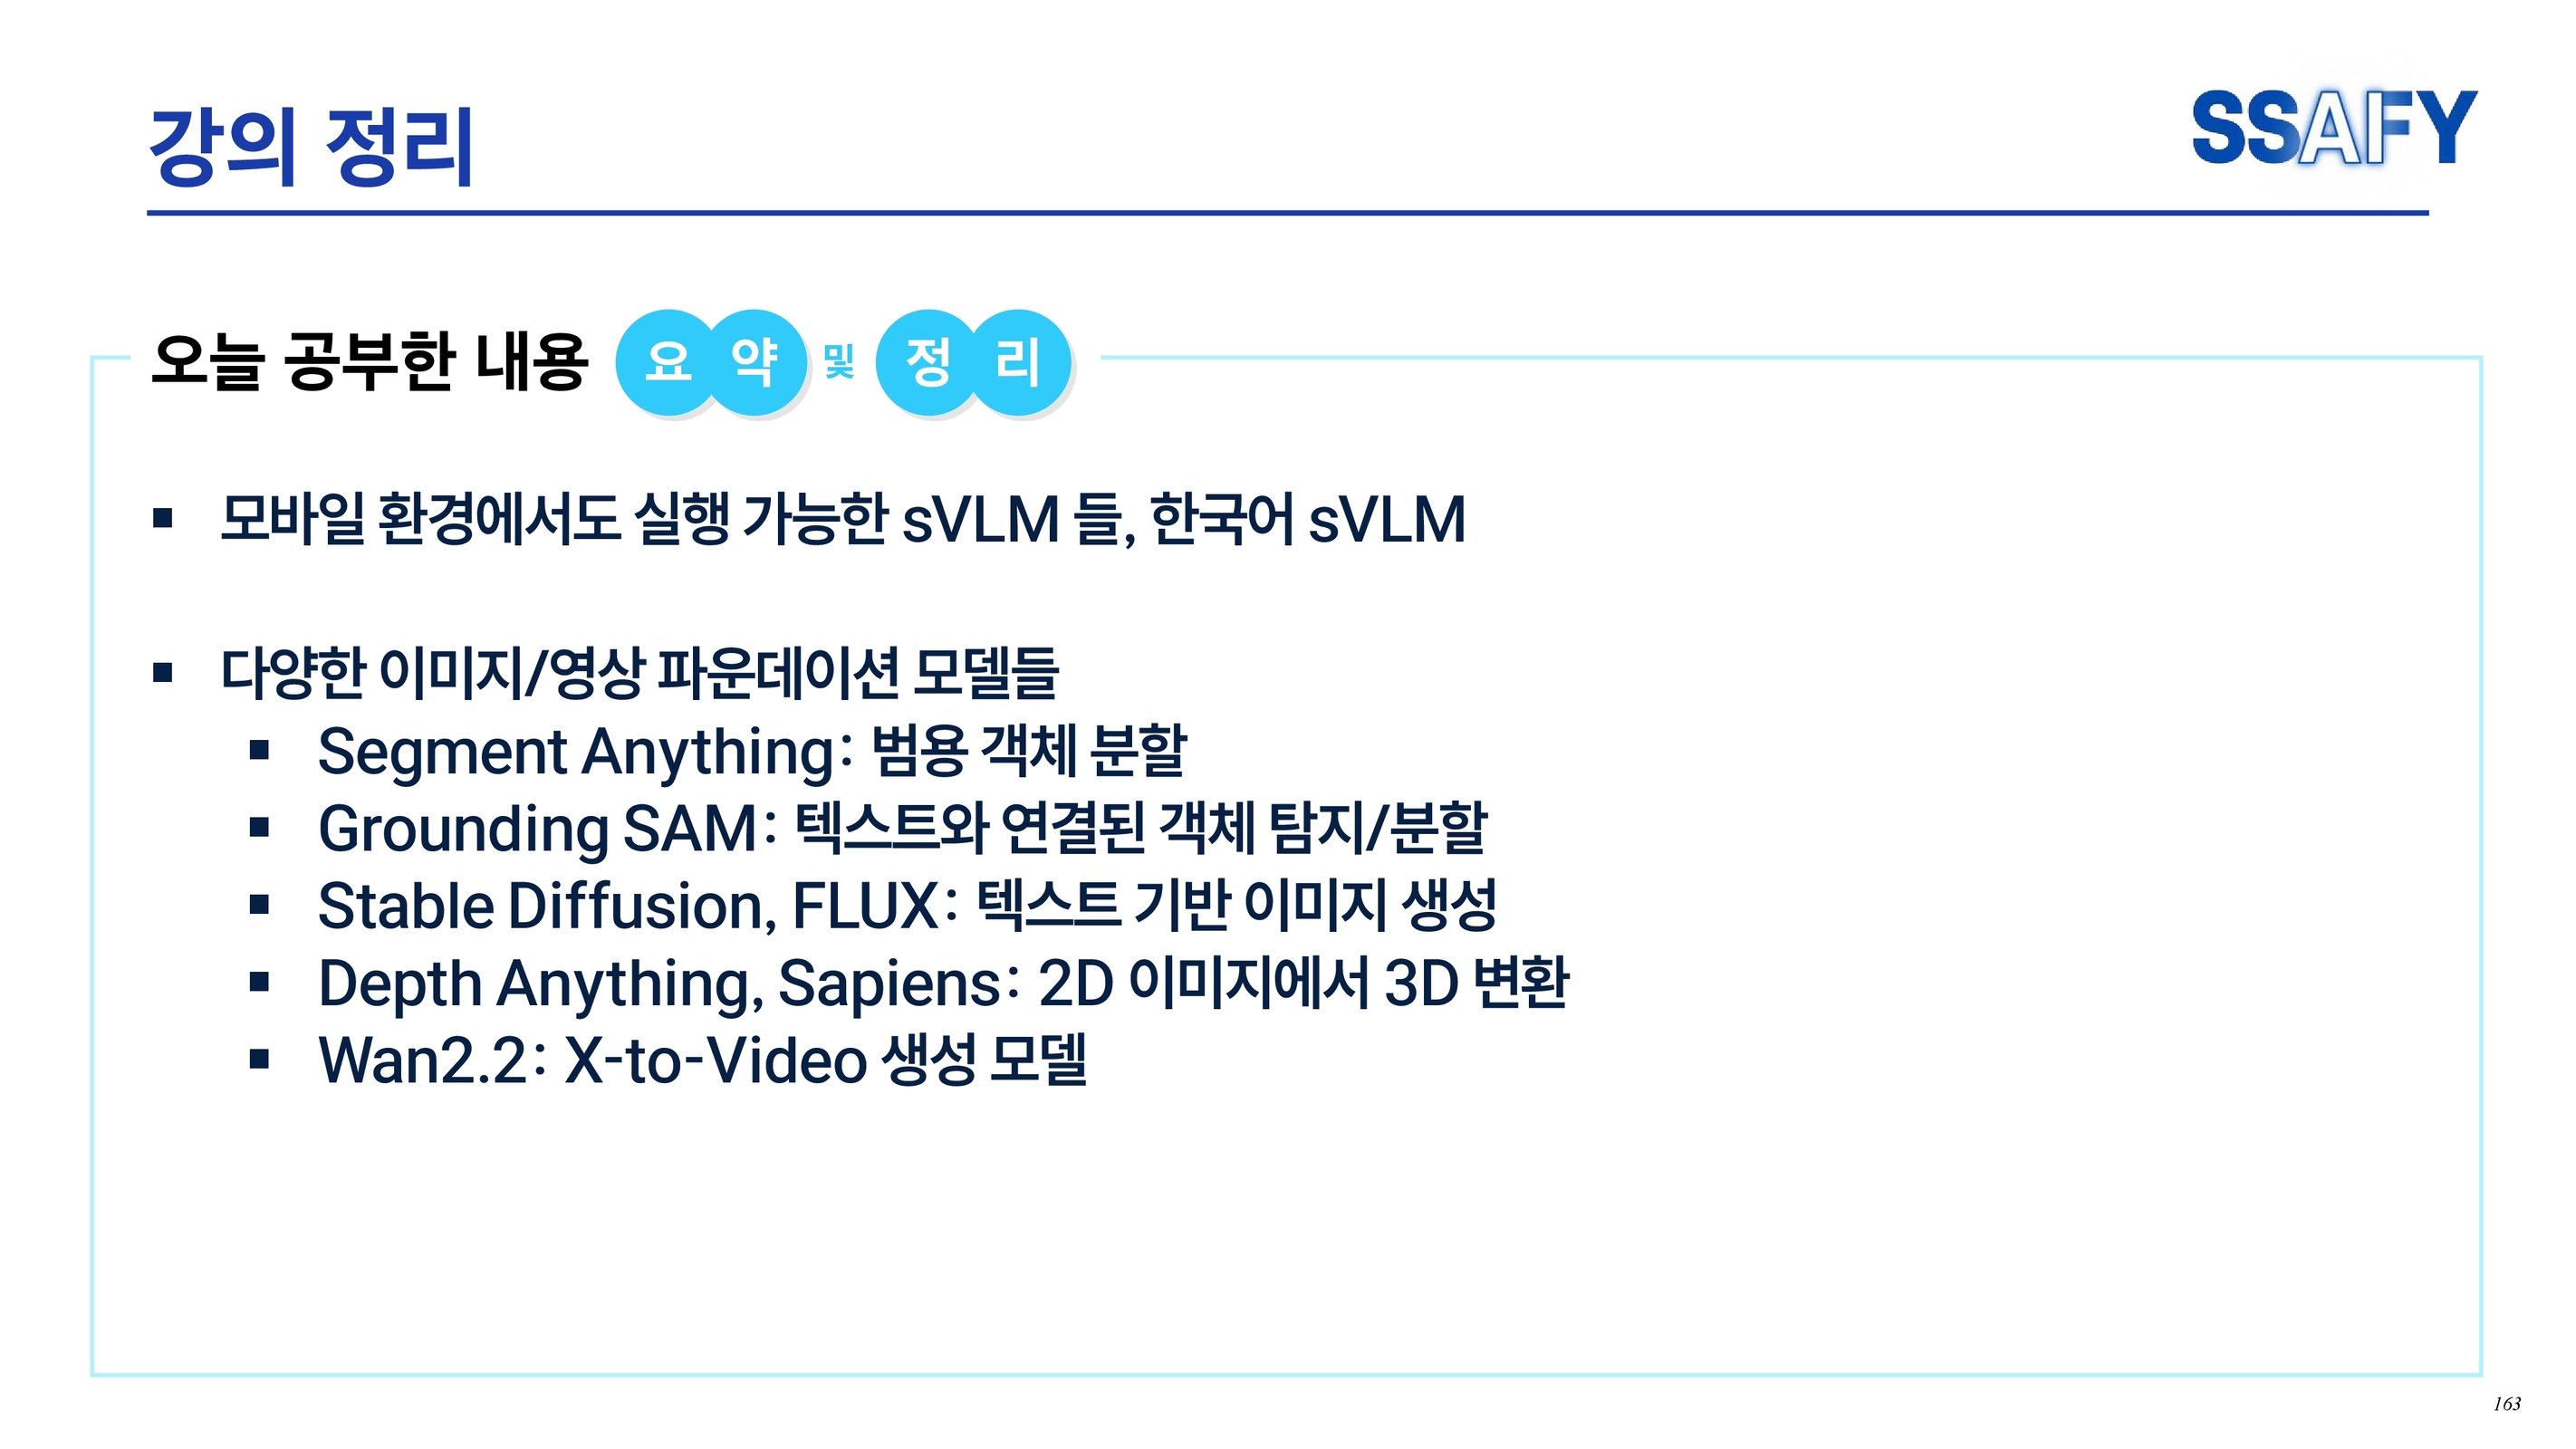 강의 정리
SSAFY
오늘 공부한 내용 요약 및 정리
▪ 모바일 환경에서도 실행 가능한 sVLM 들, 한국어 sVLM
▪ 다양한 이미지/영상 파운데이션 모델들
▪ Segment Anything: 범용 객체 분할
▪ Grounding SAM: 텍스트와 연결된 객체 탐지/분할
▪ Stable Diffusion, FLUX: 텍스트 기반 이미지 생성
▪ Depth Anything, Sapiens: 2D 이미지에서 3D 변환
▪ Wan2.2: X-to-Video 생성 모델
163